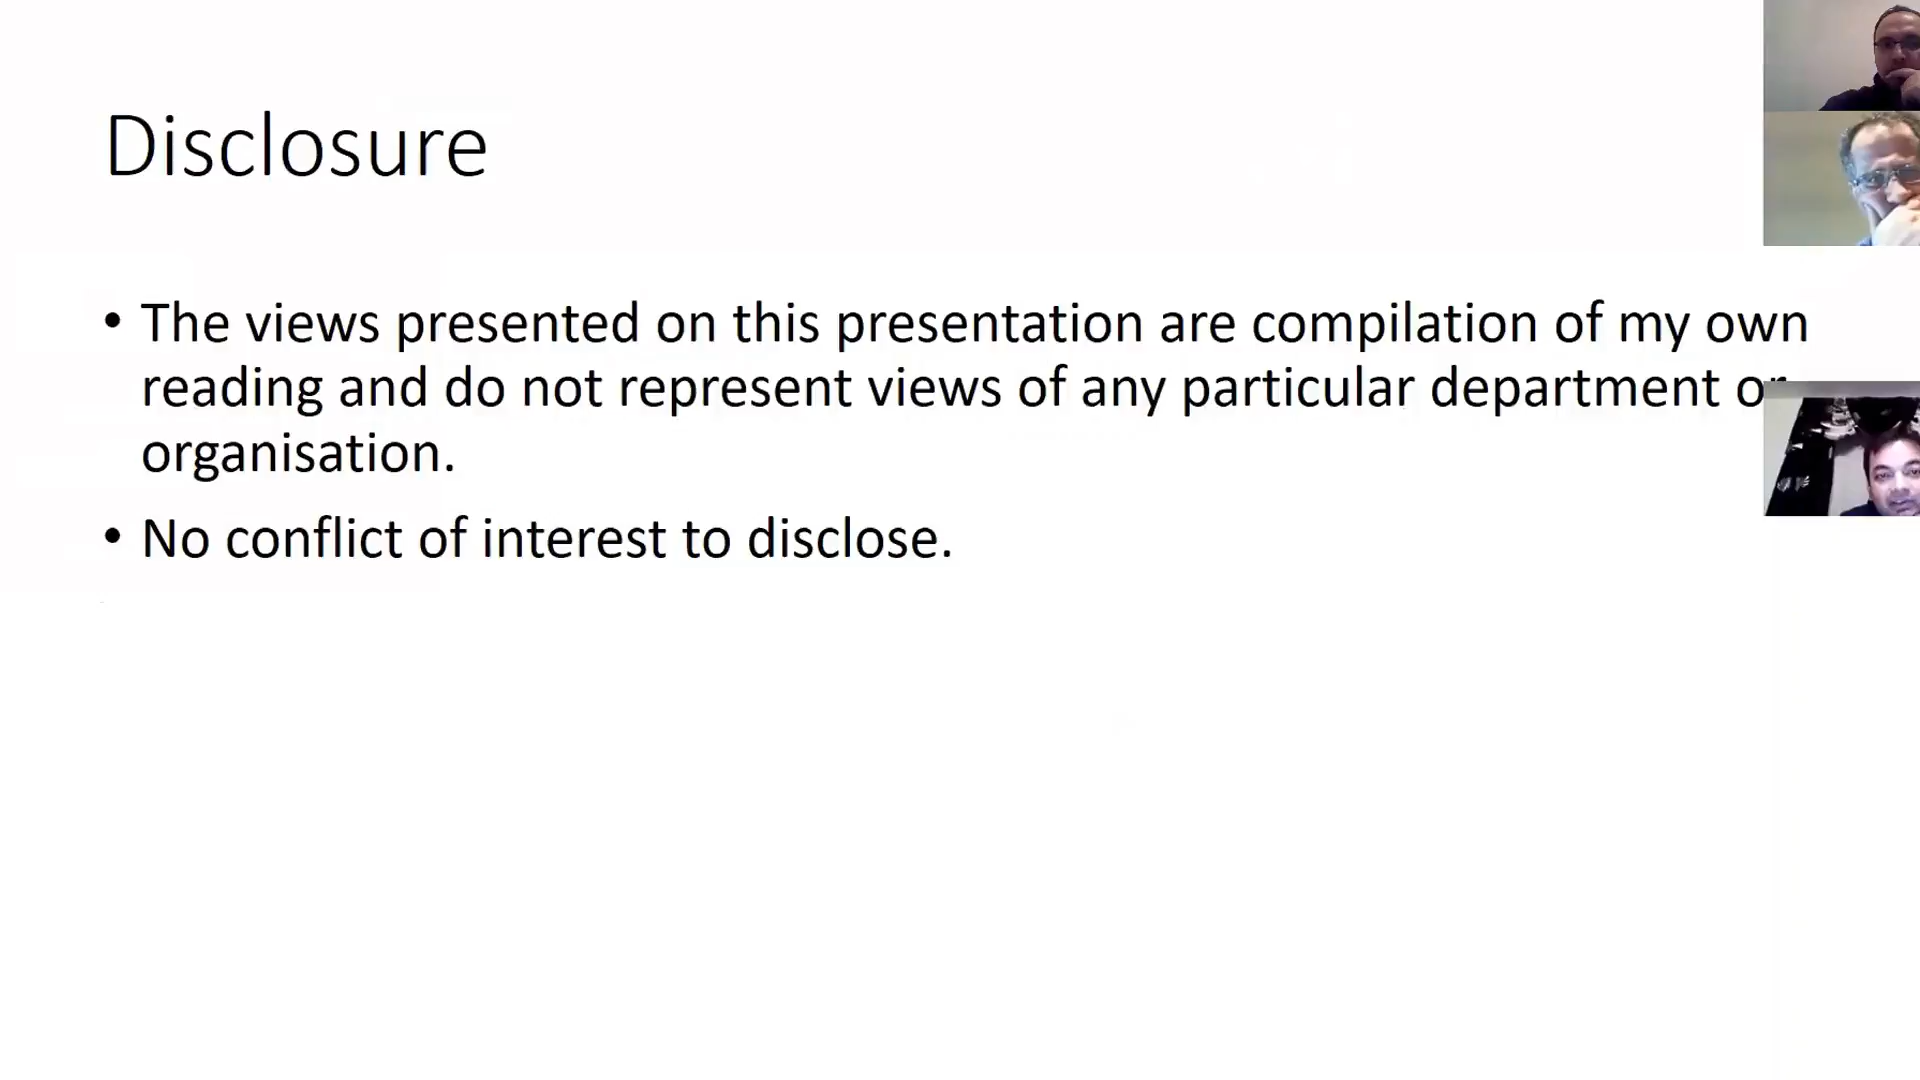 Disclosure
• The views presented on this presentation are compilation of my own
reading and do not represent views of any particular department or
organisation.
• No conflict of interest to disclose.